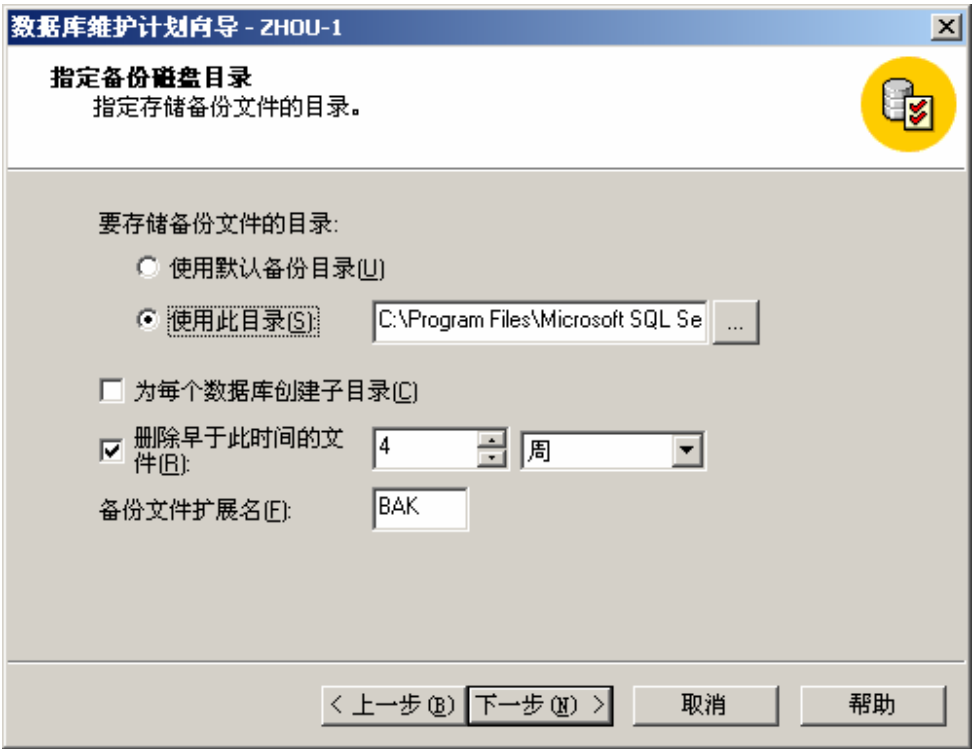 数据库维护计划向导 - ZHOU-1
指定备份磁盘目录
指定存储备份文件的目录。
要存储备份文件的目录:
使用默认备份目录(U)
使用此目录(S):
C:\Program Files\Microsoft SQL Se
...
为每个数据库创建子目录(C)
删除早于此时间的文
件(R):
4
周
备份文件扩展名(F):
BAK
< 上一步(B)
下一步(N) >
取消
帮助